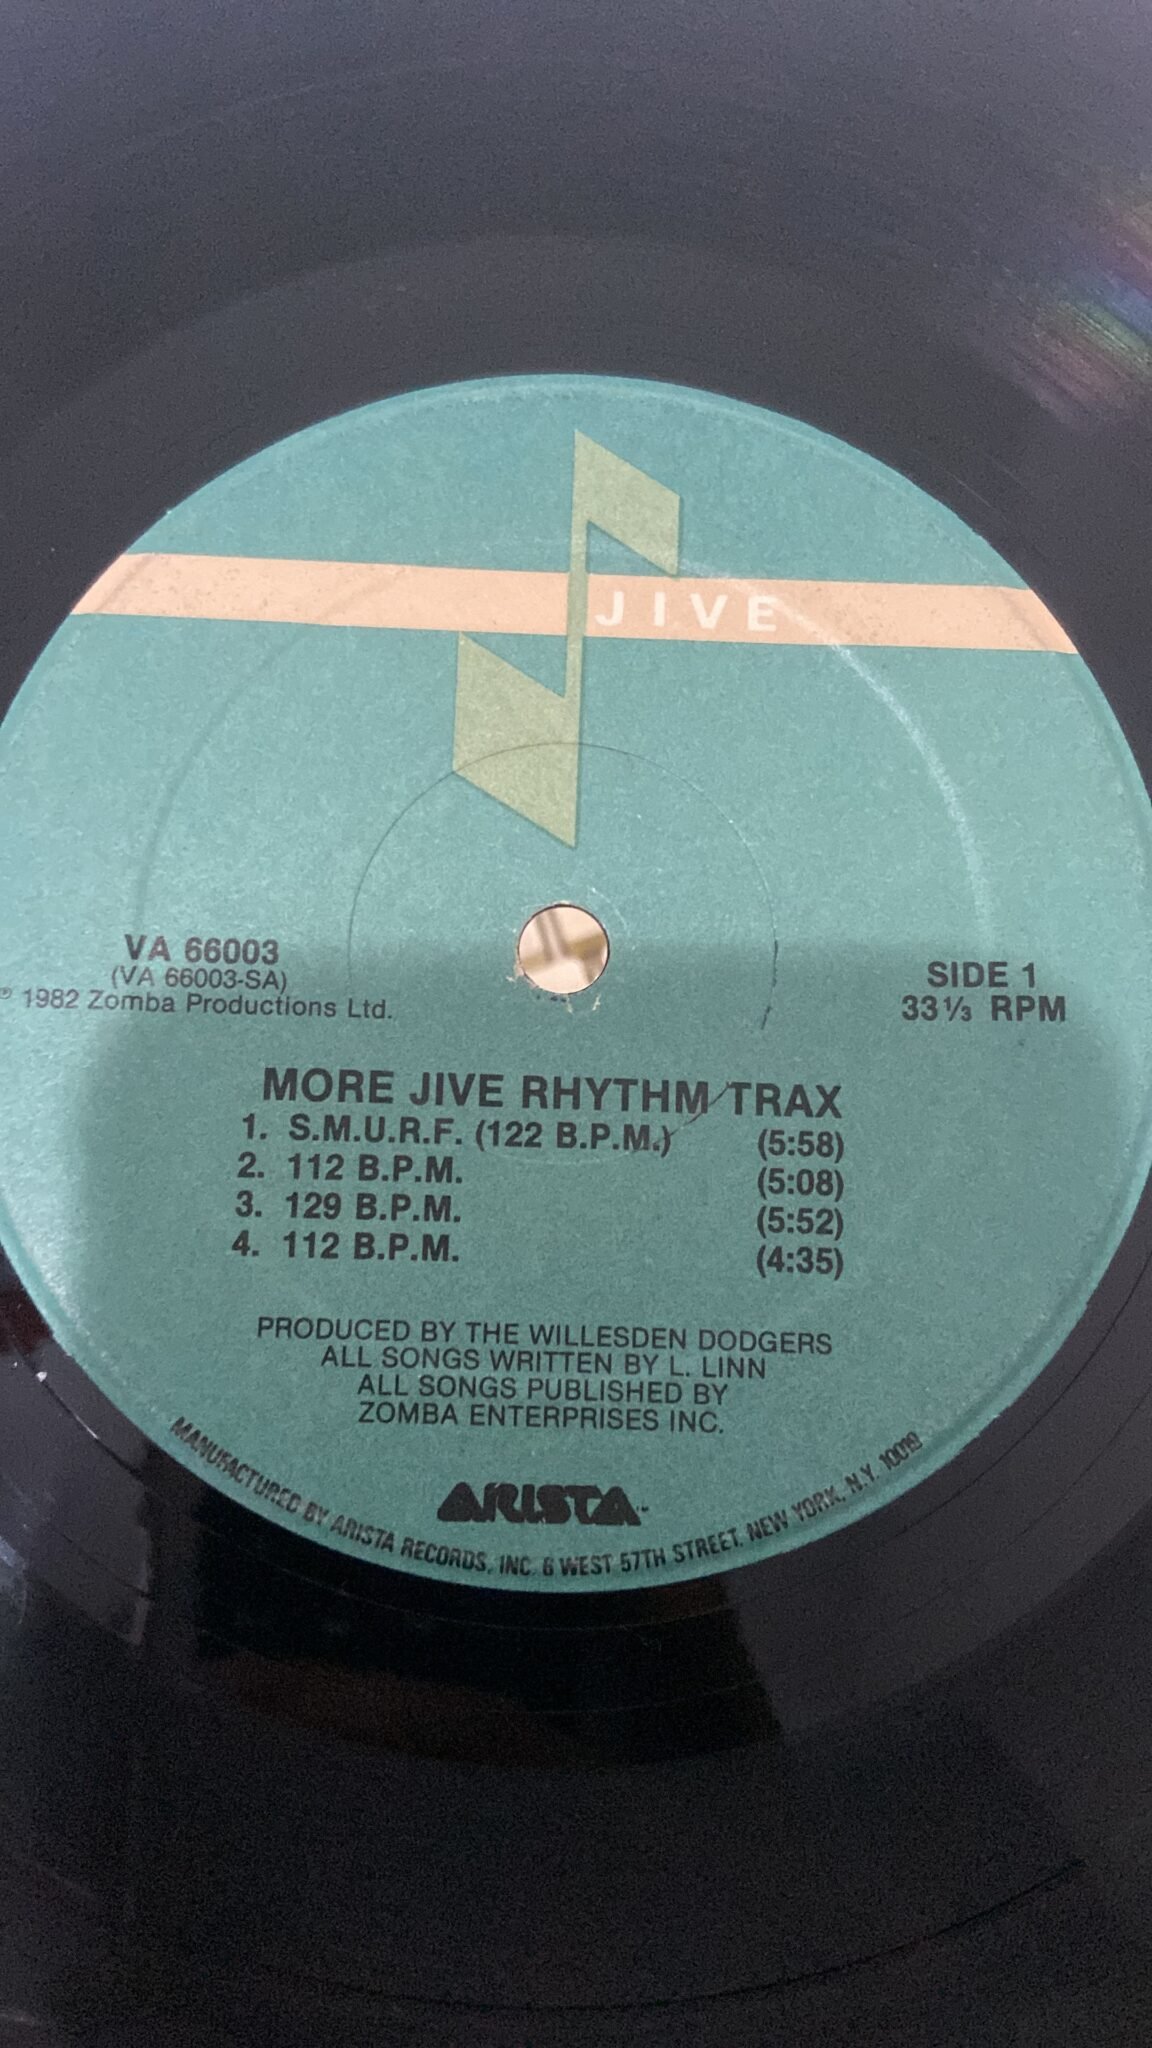 JIVE
VA 66003
(VA 66003-SA)
℗ 1982 Zomba Productions Ltd.
SIDE 1
33⅓ RPM
MORE JIVE RHYTHM TRAX
1. S.M.U.R.F. (122 B.P.M.) (5:58)
2. 112 B.P.M. (5:08)
3. 129 B.P.M. (5:52)
4. 112 B.P.M. (4:35)
PRODUCED BY THE WILLESDEN DODGERS
ALL SONGS WRITTEN BY L. LINN
ALL SONGS PUBLISHED BY
ZOMBA ENTERPRISES INC.
ARISTA™
MANUFACTURED BY ARISTA RECORDS, INC. 6 WEST 57TH STREET, NEW YORK, N.Y. 10019